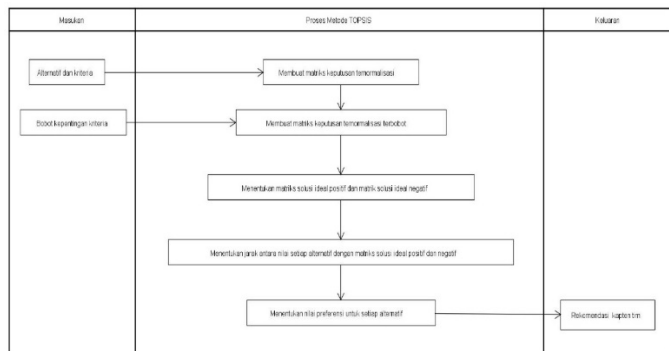 Masukan
Proses Metode TOPSIS
Keluaran
Alternatif dan kriteria
Membuat matriks keputusan ternormalisasi
Bobot kepentingan kriteria
Membuat matriks keputusan ternormalisasi terbobot
Menentukan matriks solusi ideal positif dan matrik solusi ideal negatif
Menentukan jarak antara nilai setiap alternatif dengan matriks solusi ideal positif dan negatif
Menentukan nilai preferensi untuk setiap alternatif
Rekomendasi kapten tim